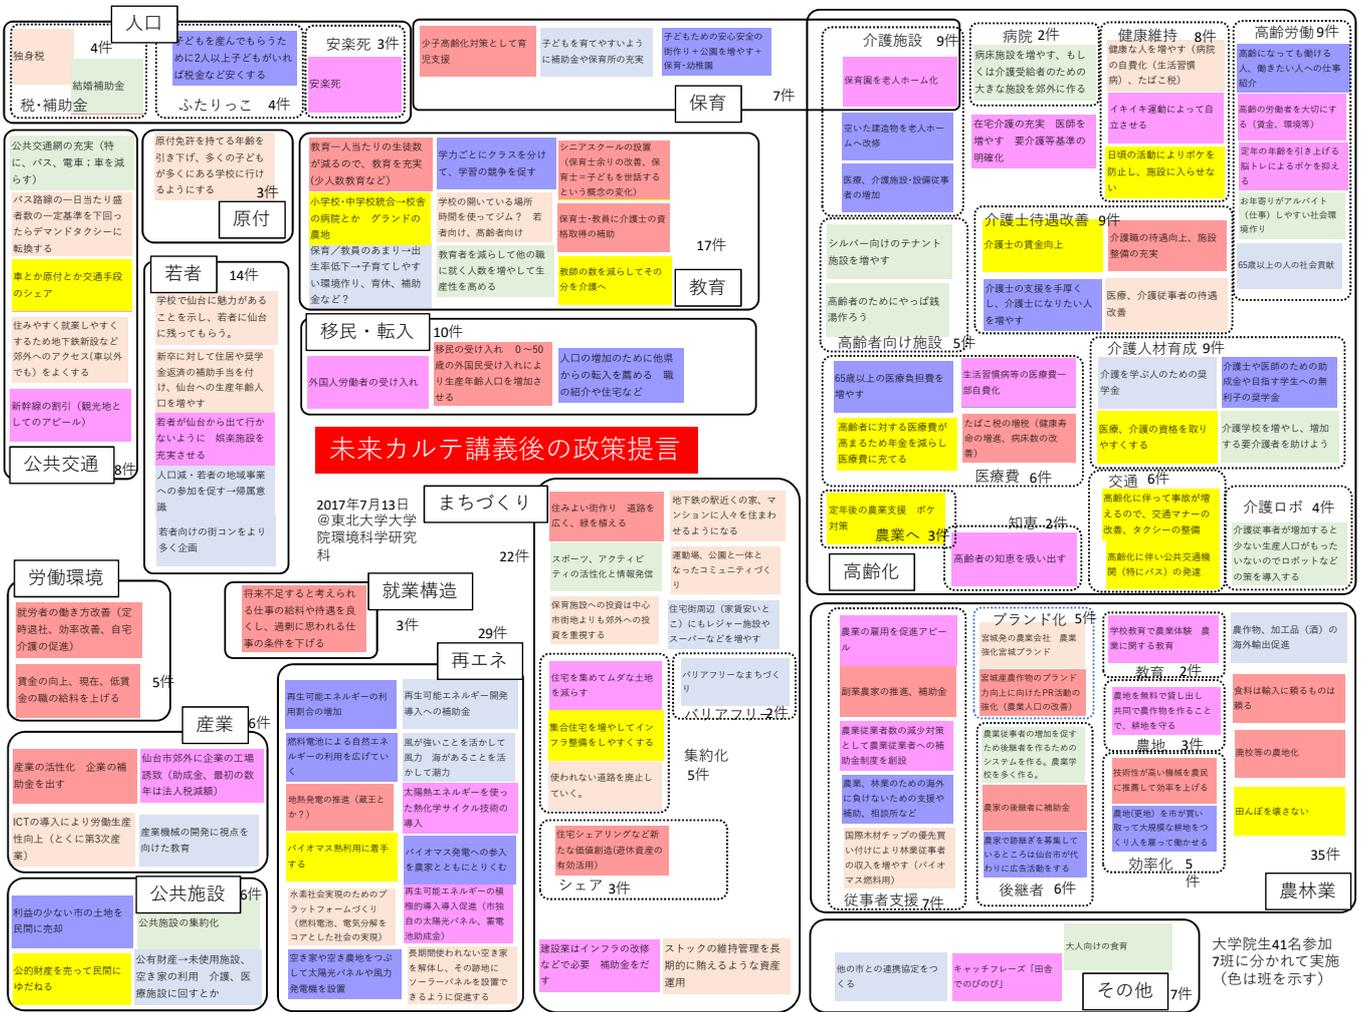 人口
独身税
4件
結婚補助金
税・補助金
子どもを産んでもらうた
めに2人以上子どもがいれ
ば税金など安くする
ふたりっこ 4件
安楽死 3件
安楽死
少子高齢化対策として育
児支援
子どもを育てやすいよう
に補助金や保育所の充実
子どものための安心安全の
街作り＋公園を増やす＋
保育・幼稚園
保育
7件
公共交通網の充実（特
に、バス、電車；車を減
らす）
バス路線の一日当たり盛
者数の一定基準を下回っ
たらデマンドタクシーに
転換する
車とか原付とか交通手段
のシェア
住みやすく就業しやすく
するため地下鉄新設など
郊外へのアクセス(車以外
でも）をよくする
新幹線の割引（観光地と
してのアピール）
公共交通
8件
原付免許を持てる年齢を
引き下げ、多くの子ども
が多くにある学校に行け
るようにする
3件
原付
若者
14件
学校で仙台に魅力がある
ことを示し、若者に仙台
に残ってもらう。
新卒に対して住居や奨学
金返済の補助手当を付
け、仙台への生産年齢人
口を増やす
若者が仙台から出て行か
ないように 娯楽施設を
充実させる
人口減・若者の地域事業
への参加を促す→帰属意
識
若者向けの街コンをより
多く企画
教育一人当たりの生徒数
が減るので、教育を充実
(少人数教育など)
学力ごとにクラスを分け
て、学習の競争を促す
シニアスクールの設置
（保育士余りの改善、保
育士＝子どもを世話する
という概念の変化）
小学校・中学校統合→校舎
の病院とか グランドの
農地
学校の開いている場所
時間を使ってジム？ 若
者向け、高齢者向け
保育士・教員に介護士の資
格取得の補助
保育／教員のあまり→出
生率低下→子育てしやす
い環境作り、育休、補助
金など？
教育者を減らして他の職
に就く人数を増やして生
産性を高める
教師の数を減らしてその
分を介護へ
17件
教育
移民・転入
10件
外国人労働者の受け入れ
移民の受け入れ 0～50
歳の外国民受け入れによ
り生産年齢人口を増加さ
せる
人口の増加のために他県
からの転入を薦める 職
の紹介や住宅など
未来カルテ講義後の政策提言
2017年7月13日
＠東北大学大学
院環境科学研究
科
まちづくり
22件
住みよい街作り 道路を
広く、緑を植える
地下鉄の駅近くの家、マ
ンションに人々を住まわ
せるようになる
スポーツ、アクティビ
ティの活性化と情報発信
運動場、公園と一体と
なったコミュニティづく
り
保育施設への投資は中心
市街地よりも郊外への投
資を重視する
住宅街周辺（家賃安いと
こ）にもレジャー施設や
スーパーなどを増やす
住宅を集めてムダな土地
を減らす
集合住宅を増やしてイン
フラ整備をしやすくする
使われない道路を廃止し
ていく。
バリアフリーなまちづく
り
バリアフリー2件
集約化
5件
住宅シェアリングなど新
たな価値創造(遊休資産の
有効活用)
シェア 3件
建設業はインフラの改修
などで必要 補助金をだ
す
ストックの維持管理を長
期的に賄えるような資産
運用
労働環境
就労者の働き方改善（定
時退社、効率改善、自宅
介護の促進）
賃金の向上、現在、低賃
金の職の給料を上げる
5件
将来不足すると考えられ
る仕事の給料や待遇を良
くし、過剰に思われる仕
事の条件を下げる
就業構造
3件
産業
6件
産業の活性化 企業の補
助金を出す
仙台市郊外に企業の工場
誘致（助成金、最初の数
年は法人税減額）
ICTの導入により労働生産
性向上（とくに第3次産
業）
産業機械の開発に視点を
向けた教育
公共施設
6件
利益の少ない市の土地を
民間に売却
公共施設の集約化
公的財産を売って民間に
ゆだねる
公有財産→未使用施設、
空き家の利用 介護、医
療施設に回すとか
29件
再エネ
再生可能エネルギーの利
用割合の増加
再生可能エネルギー開発
導入への補助金
燃料電池による自然エネ
ルギーの利用を広げてい
く
風が強いことを活かして
風力 海があることを活
かして潮力
地熱発電の推進（蔵王と
か？）
太陽熱エネルギーを使っ
た熱化学サイクル技術の
導入
バイオマス熱利用に着手
する
バイオマス発電への参入
を農家とともにとりくむ
水素社会実現のためのプ
ラットフォームづくり
（燃料電池、電気分解を
コアとした社会の実現）
再生可能エネルギーの積
極的導入導入促進（市独
自の太陽光パネル、蓄電
池助成金）
空き家や空き農地をつぶ
して太陽光パネルや風力
発電機を設置
長期間使われない空き家
を解体し、その跡地に
ソーラーパネルを設置で
きるように促進する
介護施設 9件
保育園を老人ホーム化
空いた建造物を老人ホー
ムへ改修
医療、介護施設・設備従事
者の増加
病院 2件
病床施設を増やす、もし
くは介護受給者のための
大きな施設を郊外に作る
在宅介護の充実 医師を
増やす 要介護等基準の
明確化
健康維持 8件
健康な人を増やす（病院
の自費化（生活習慣
病）、たばこ税）
イキイキ運動によって自
立させる
日頃の活動によりボケを
防止し、施設に入らせな
い
高齢労働 9件
高齢になっても働ける
人、働きたい人への仕事
紹介
高齢の労働者を大切にす
る（賃金、環境等）
定年の年齢を引き上げる
脳トレによるボケを抑え
る
お年寄りがアルバイト
（仕事）しやすい社会環
境作り
65歳以上の人の社会貢献
シルバー向けのテナント
施設を増やす
高齢者のためにやっぱ銭
湯作ろう
高齢者向け施設 5件
介護士待遇改善 9件
介護士の賃金向上
介護職の待遇向上、施設
整備の充実
介護士の支援を手厚く
し、介護士になりたい人
を増やす
医療、介護従事者の待遇
改善
65歳以上の医療負担費を
増やす
生活習慣病等の医療費一
部自費化
高齢者に対する医療費が
高まるため年金を減らし
医療費に充てる
たばこ税の増税（健康寿
命の増進、病床数の改
善）
医療費 6件
介護人材育成 9件
介護を学ぶ人のための奨
学金
介護士や医師のための助
成金や目指す学生への無
利子の奨学金
医療、介護の資格を取り
やすくする
介護学校を増やし、増加
する要介護者を助けよう
定年後の農業支援 ボケ
対策
農業へ 3件
高齢化
知恵 2件
高齢者の知恵を吸い出す
交通 6件
高齢化に伴って事故が増
えるので、交通マナーの
改善、タクシーの整備
高齢化に伴い公共交通機
関（特にバス）の発達
介護ロボ 4件
介護従事者が増加すると
少ない生産人口がもった
いないのでロボットなど
の策を導入する
農業の雇用を促進アピー
ル
副業農家の推進、補助金
農業従業者数の減少対策
として農業従業者への補
助金制度を創設
農業、林業のための海外
に負けないための支援や
補助、相談所など
国際木材チップの優先買
い付けにより林業従事者
の収入を増やす（バイオ
マス燃料用）
従事者支援 7件
ブランド化 5件
宮城発の農業会社 農業
強化宮城ブランド
宮城産農作物のブランド
力向上に向けたPR活動の
強化（農業人口の改善）
農業従事者の増加を促す
ため後継者を作るための
システムを作る。農業学
校を多く作る。
農家の後継者に補助金
農家で跡継ぎを募集して
いるところは仙台市が代
わりに広告活動をする
後継者 6件
学校教育で農業体験 農
業に関する教育
教育 2件
農地を無料で貸し出し
共同で農作物を作ること
で、耕地を守る
農地 3件
技術性が高い機械を農民
に推薦して効率を上げる
農地(更地）を市が買い
取って大規模な耕地をつ
くり人を雇って働かせる
効率化 5
件
農作物、加工品（酒）の
海外輸出促進
食料は輸入に頼るものは
頼る
廃校等の農地化
田んぼを壊さない
35件
農林業
他の市との連携協定をつ
くる
キャッチフレーズ「田舎
でのびのび」
大人向けの食育
その他 7件
大学院生41名参加
7班に分かれて実施
（色は班を示す）